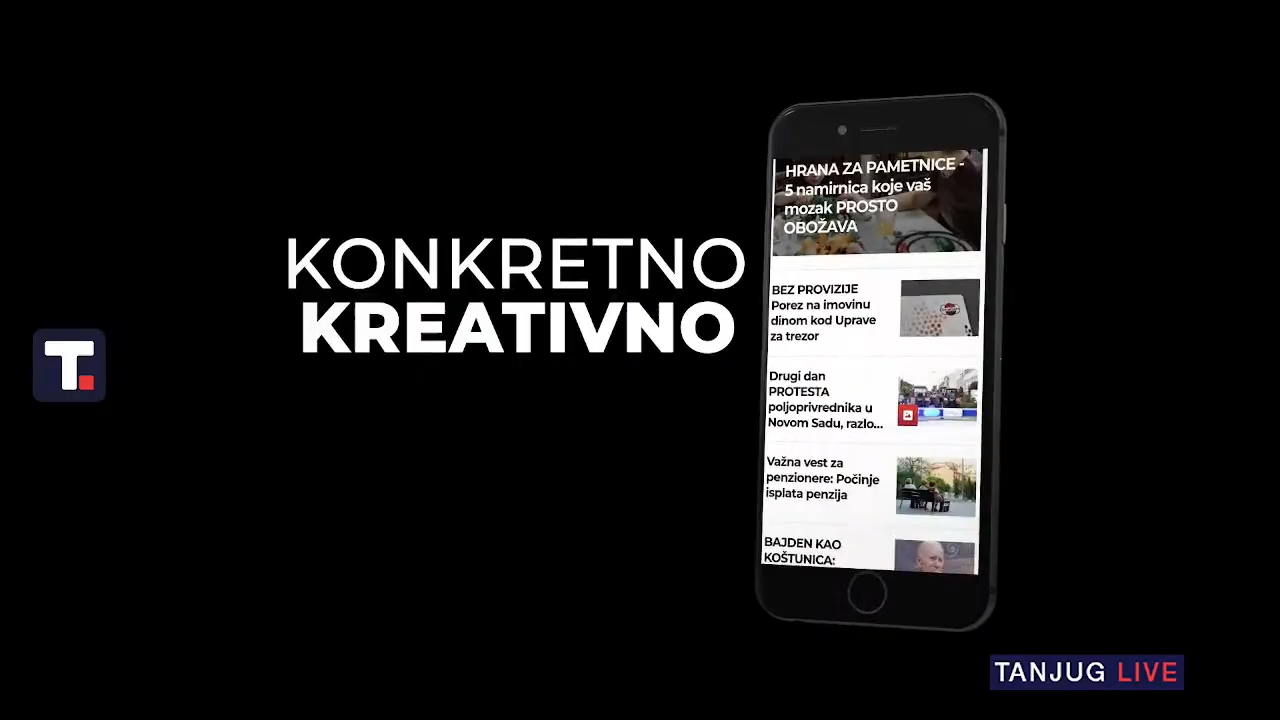 KONKRETNO
KREATIVNO
T.
HRANA ZA PAMETNICE -
5 namirnica koje vaš
mozak PROSTO
OBOŽAVA
BEZ PROVIZIJE
Porez na imovinu
dinom kod Uprave
za trezor
Drugi dan
PROTESTA
poljoprivrednika u
Novom Sadu, razlo...
Važna vest za
penzionere: Počinje
isplata penzija
BAJDEN KAO
KOŠTUNICA:
TANJUG LIVE